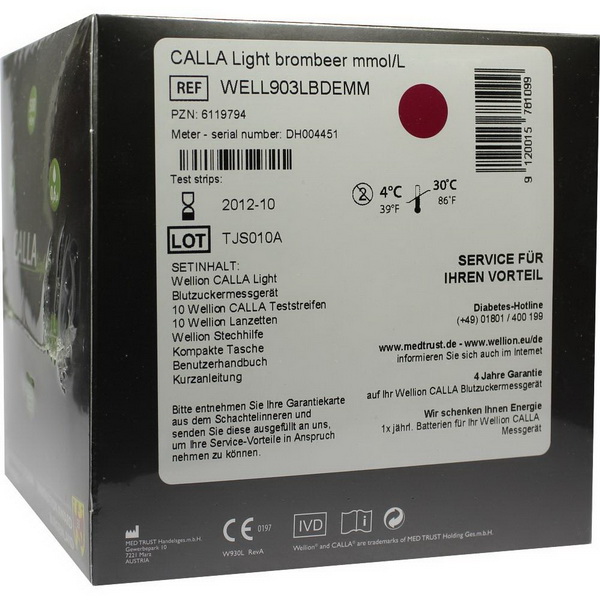 CALLA Light brombeer mmol/L
REF WELL903LBDEMM
PZN: 6119794
Meter - serial number: DH004451
9 120015 781099
Test strips:
2012-10
4°C
39°F
30°C
86°F
LOT TJS010A
SETINHALT:
Wellion CALLA Light
Blutzuckermessgerät
10 Wellion CALLA Teststreifen
10 Wellion Lanzetten
Wellion Stechhilfe
Kompakte Tasche
Benutzerhandbuch
Kurzanleitung
Bitte entnehmen Sie Ihre Garantiekarte
aus dem Schachtelinneren und
senden Sie diese ausgefüllt an uns,
um Ihre Service-Vorteile in Anspruch
nehmen zu können.
SERVICE FÜR
IHREN VORTEIL
Diabetes-Hotline
(+49) 01801 / 400 199
www.medtrust.de - www.wellion.eu/de
informieren Sie sich auch im Internet
4 Jahre Garantie
auf Ihr Wellion CALLA Blutzuckermessgerät
Wir schenken Ihnen Energie
1x jährl. Batterien für Ihr Wellion CALLA
Messgerät
MED TRUST Handelsges.m.b.H.
Gewerbepark 10
7221 Marz
AUSTRIA
CE 0197
W930L RevA
IVD
i
Wellion® and CALLA® are trademarks of MED TRUST Holding Ges.m.b.H.
CALLA